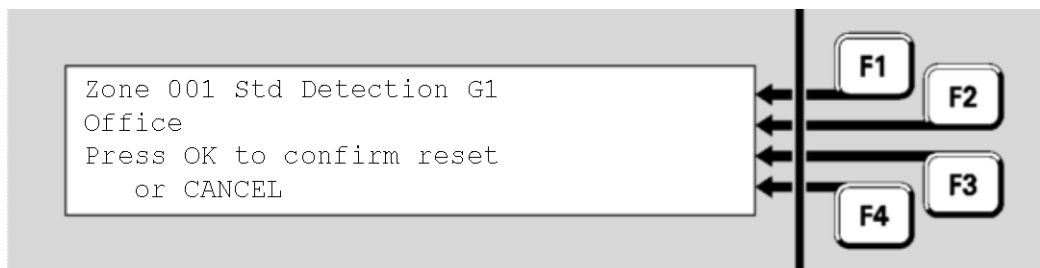 Zone 001 Std Detection G1
Office
Press OK to confirm reset
or CANCEL
F1
F2
F3
F4